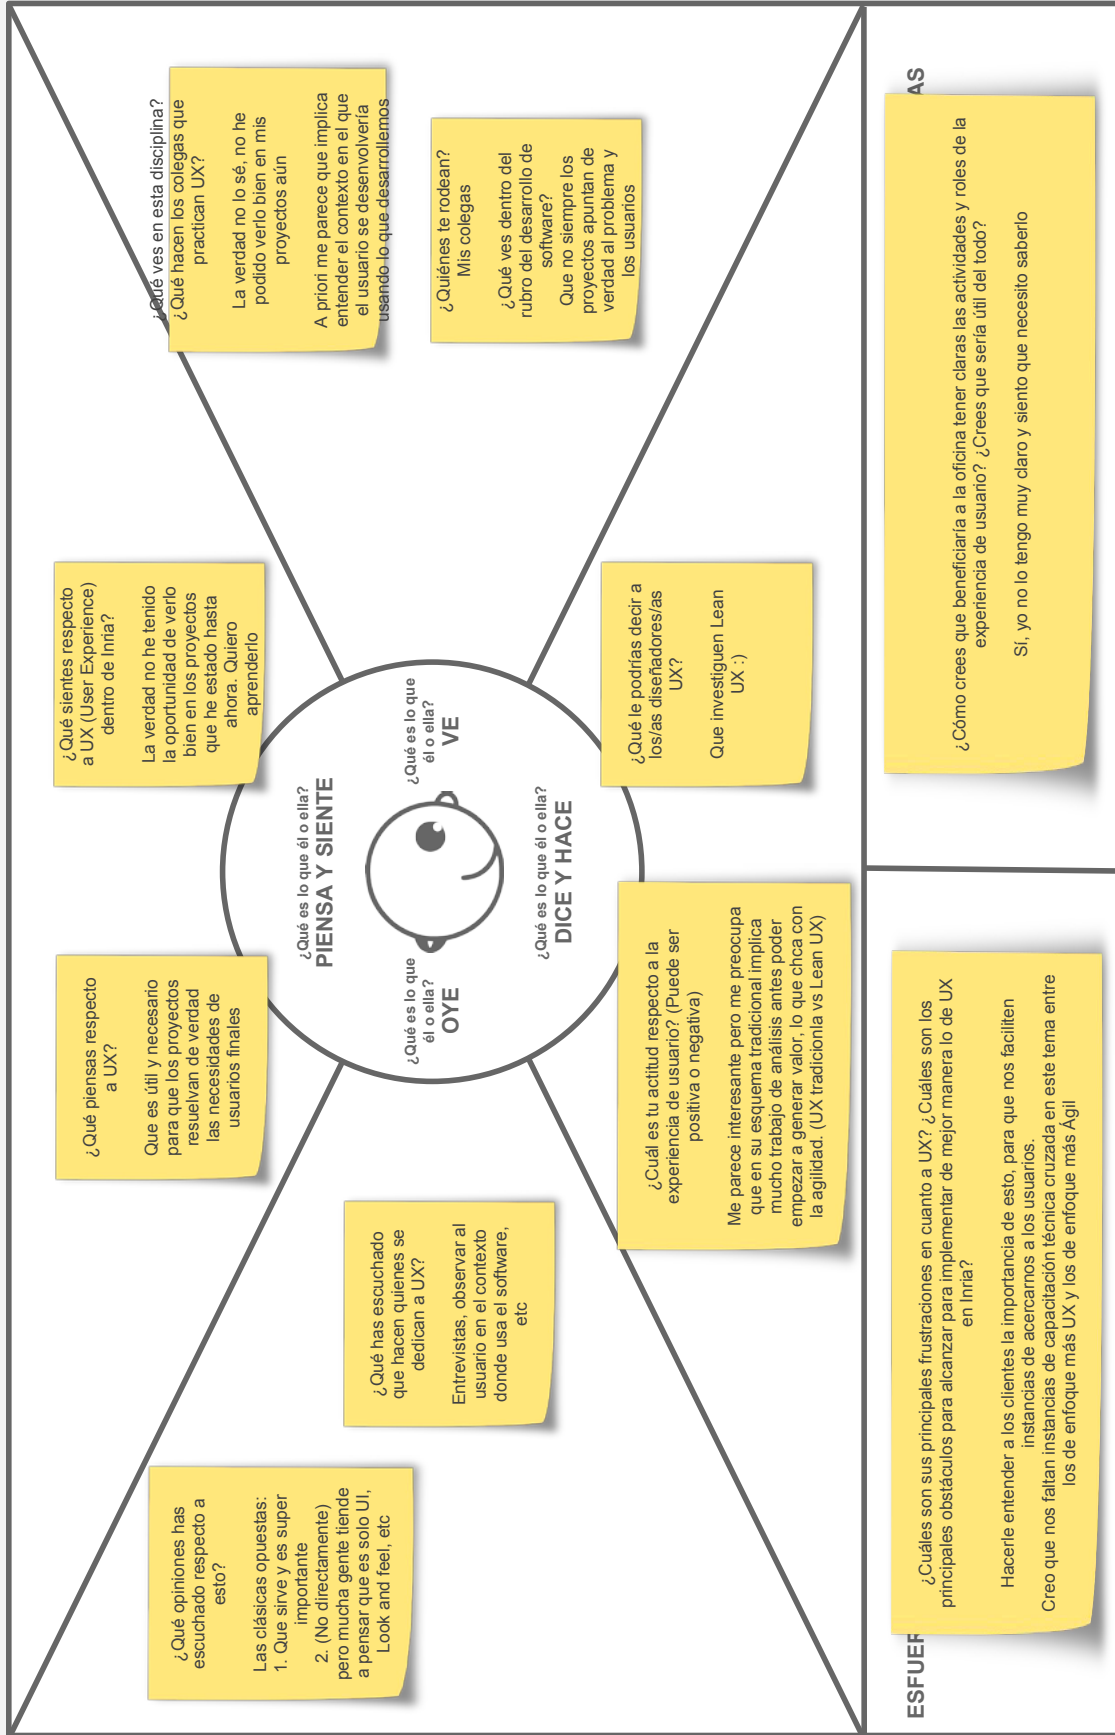 ¿Qué piensas respecto
a UX?
Que es útil y necesario
para que los proyectos
resuelvan de verdad
las necesidades de
usuarios finales
¿Qué sientes respecto
a UX (User Experience)
dentro de Inria?
La verdad no he tenido
la oportunidad de verlo
bien en los proyectos
que he estado hasta
ahora. Quiero
aprenderlo
¿Qué opiniones has
escuchado respecto a
esto?
Las clásicas opuestas:
1. Que sirve y es super
importante
2. (No directamente)
pero mucha gente tiende
a pensar que es solo UI,
Look and feel, etc
¿Qué has escuchado
que hacen quienes se
dedican a UX?
Entrevistas, observar al
usuario en el contexto
donde usa el software,
etc
¿Qué es lo que él o ella?
PIENSA Y SIENTE
¿Qué es lo que
él o ella?
OYE
¿Qué es lo que
él o ella?
VE
¿Qué es lo que él o ella?
DICE Y HACE
¿Qué ves en esta disciplina?
¿Qué hacen los colegas que
practican UX?
La verdad no lo sé, no he
podido verlo bien en mis
proyectos aún
A priori me parece que implica
entender el contexto en el que
el usuario se desenvolvería
usando lo que desarrollemos
¿Quiénes te rodean?
Mis colegas
¿Qué ves dentro del
rubro del desarrollo de
software?
Que no siempre los
proyectos apuntan de
verdad al problema y
los usuarios
¿Cuál es tu actitud respecto a la
experiencia de usuario? (Puede ser
positiva o negativa)
Me parece interesante pero me preocupa
que en su esquema tradicional implica
mucho trabajo de análisis antes poder
empezar a generar valor, lo que chca con
la agilidad. (UX tradicionla vs Lean UX)
¿Qué le podrías decir a
los/as diseñadores/as
UX?
Que investiguen Lean
UX :)
ESFUER
¿Cuáles son sus principales frustraciones en cuanto a UX? ¿Cuáles son los
principales obstáculos para alcanzar para implementar de mejor manera lo de UX
en Inria?
Hacerle entender a los clientes la importancia de esto, para que nos faciliten
instancias de acercarnos a los usuarios.
Creo que nos faltan instancias de capacitación técnica cruzada en este tema entre
los de enfoque más UX y los de enfoque más Ágil
AS
¿Cómo crees que beneficiaría a la oficina tener claras las actividades y roles de la
experiencia de usuario? ¿Crees que sería útil del todo?
Sí, yo no lo tengo muy claro y siento que necesito saberlo